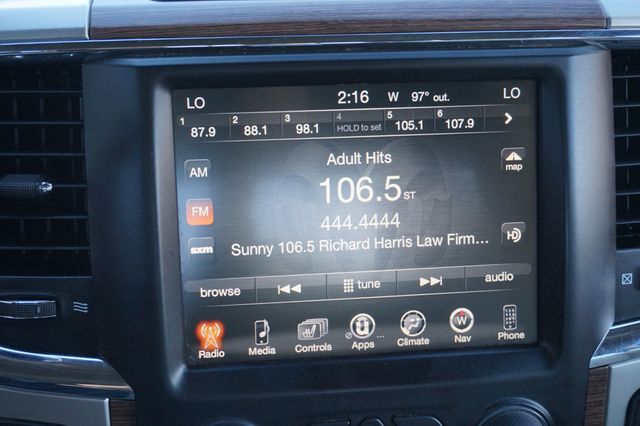 LO 2:16 W 97° out. LO
1 2 3 4 5 6
87.9 88.1 98.1 HOLD to set 105.1 107.9 >
Adult Hits
AM 106.5 ST map
FM 444.4444
sxm Sunny 106.5 Richard Harris Law Firm... HD
browse tune audio
Radio Media Controls Apps ... Climate Nav Phone
W